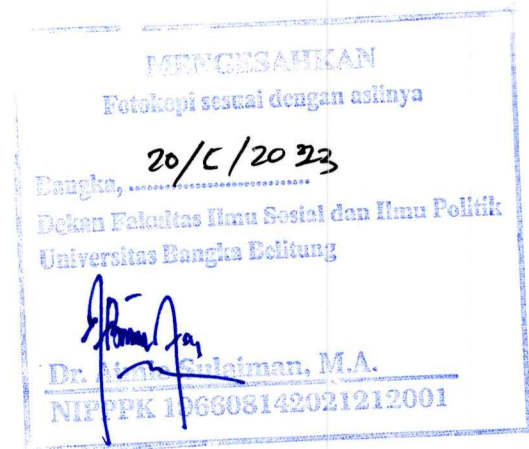 MENGESAHKAN
Fotokopi sesuai dengan aslinya
Bangka, 20/5/2023
Dekan Fakultas Ilmu Sosial dan Ilmu Politik
Universitas Bangka Belitung
Dr. Sulaiman, M.A.
NIPPPK 196608142021212001